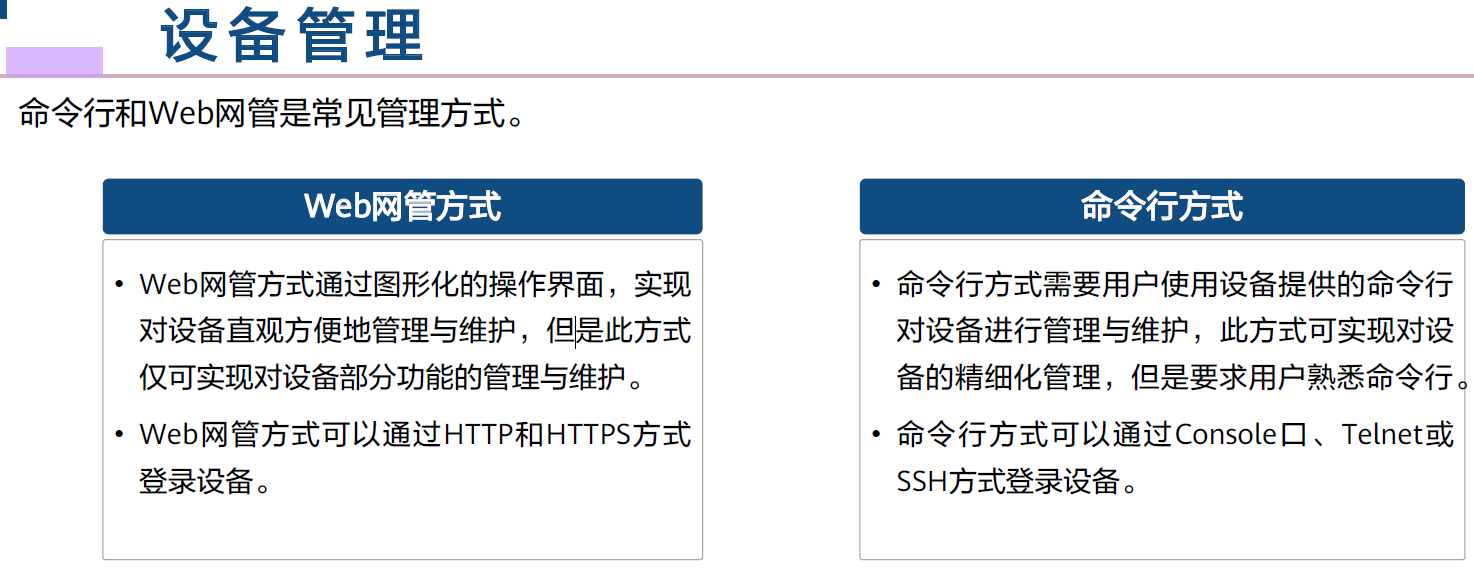 设备管理
命令行和Web网管是常见管理方式。
Web网管方式
• Web网管方式通过图形化的操作界面，实现
对设备直观方便地管理与维护，但是此方式
仅可实现对设备部分功能的管理与维护。
• Web网管方式可以通过HTTP和HTTPS方式
登录设备。
命令行方式
• 命令行方式需要用户使用设备提供的命令行
对设备进行管理与维护，此方式可实现对设
备的精细化管理，但是要求用户熟悉命令行。
• 命令行方式可以通过Console口、Telnet或
SSH方式登录设备。